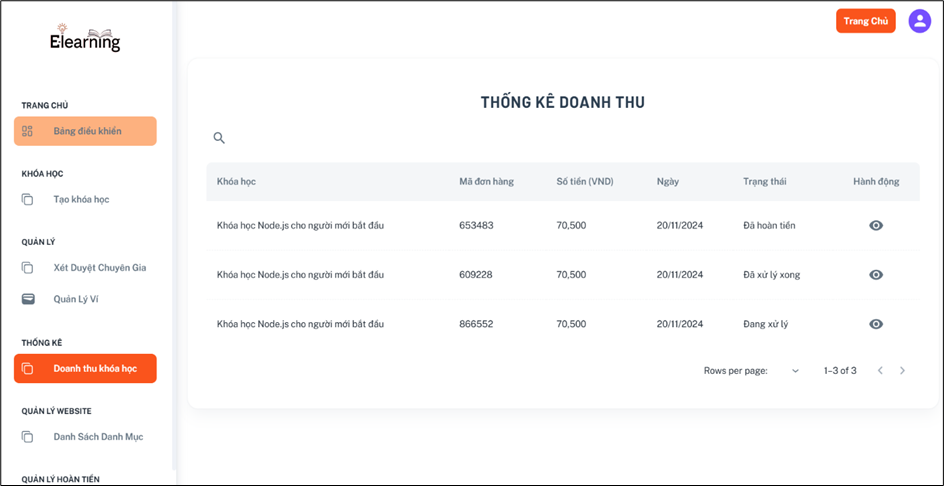 Elearning
Trang Chủ
TRANG CHỦ
Bảng điều khiển
KHÓA HỌC
Tạo khóa học
QUẢN LÝ
Xét Duyệt Chuyên Gia
Quản Lý Ví
THỐNG KÊ
Doanh thu khóa học
QUẢN LÝ WEBSITE
Danh Sách Danh Mục
QUẢN LÝ HOÀN TIỀN
THỐNG KÊ DOANH THU
Khóa học Mã đơn hàng Số tiền (VND) Ngày Trạng thái Hành động
Khóa học Node.js cho người mới bắt đầu 653483 70,500 20/11/2024 Đã hoàn tiền
Khóa học Node.js cho người mới bắt đầu 609228 70,500 20/11/2024 Đã xử lý xong
Khóa học Node.js cho người mới bắt đầu 866552 70,500 20/11/2024 Đang xử lý
Rows per page: 1–3 of 3